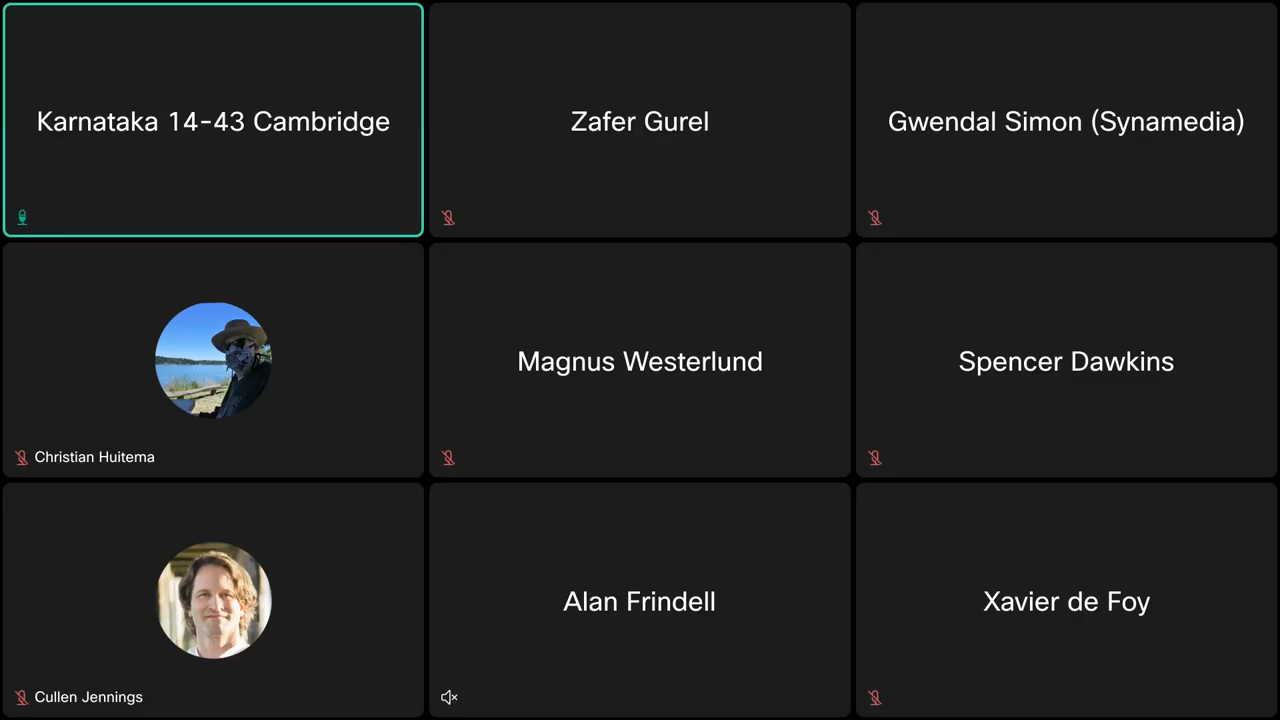 Karnataka 14-43 Cambridge
Zafer Gurel
Gwendal Simon (Synamedia)
Christian Huitema
Magnus Westerlund
Spencer Dawkins
Cullen Jennings
Alan Frindell
Xavier de Foy